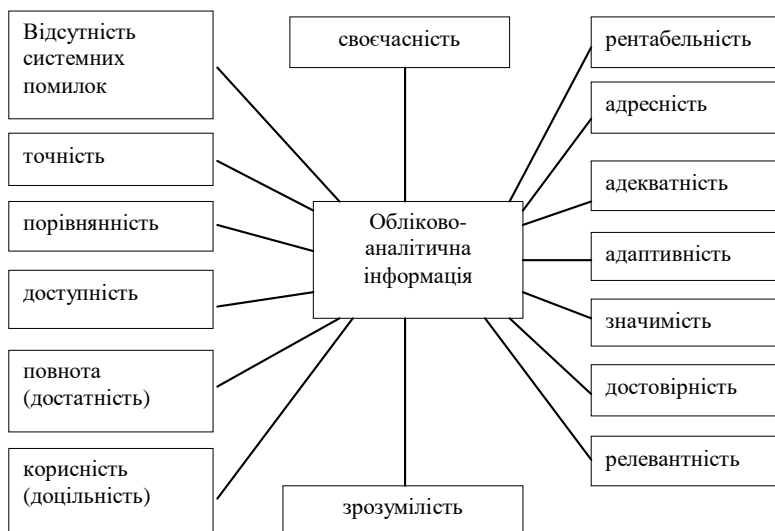 Відсутність
системних
помилок
точність
порівнянність
доступність
повнота
(достатність)
корисність
(доцільність)
своєчасність
Обліково-
аналітична
інформація
зрозумілість
рентабельність
адресність
адекватність
адаптивність
значимість
достовірність
релевантність